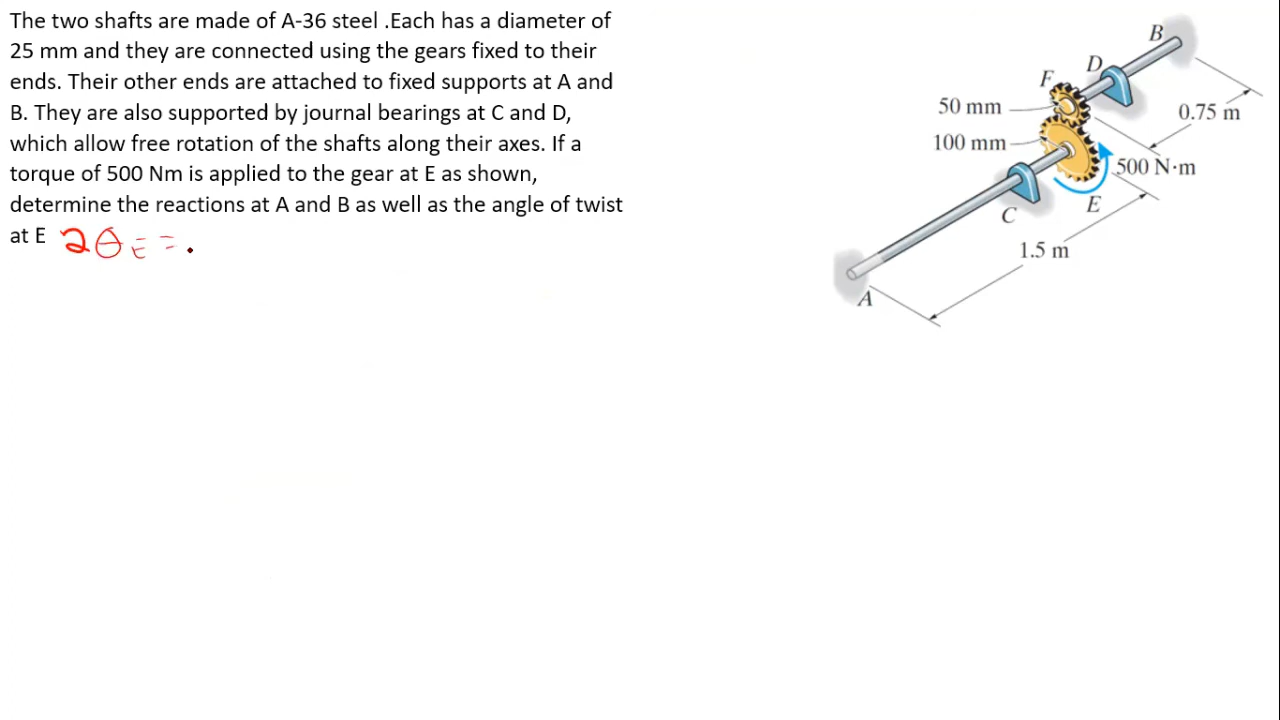 The two shafts are made of A-36 steel .Each has a diameter of
25 mm and they are connected using the gears fixed to their
ends. Their other ends are attached to fixed supports at A and
B. They are also supported by journal bearings at C and D,
which allow free rotation of the shafts along their axes. If a
torque of 500 Nm is applied to the gear at E as shown,
determine the reactions at A and B as well as the angle of twist
at E 2θE =.
B
D
F
50 mm
0.75 m
100 mm
500 N·m
E
C
1.5 m
A